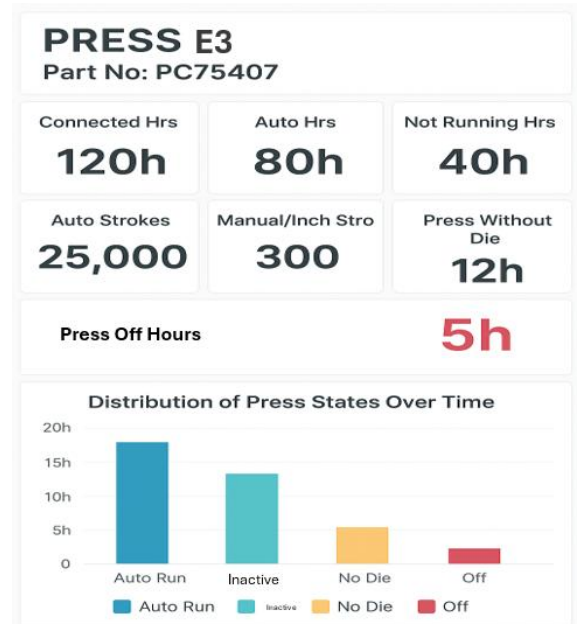 PRESS E3
Part No: PC75407
Connected Hrs
120h
Auto Hrs
80h
Not Running Hrs
40h
Auto Strokes
25,000
Manual/Inch Stro
300
Press Without
Die
12h
Press Off Hours
5h
Distribution of Press States Over Time
20h
15h
10h
5h
0
Auto Run
Inactive
No Die
Off
Auto Run
Inactive
No Die
Off